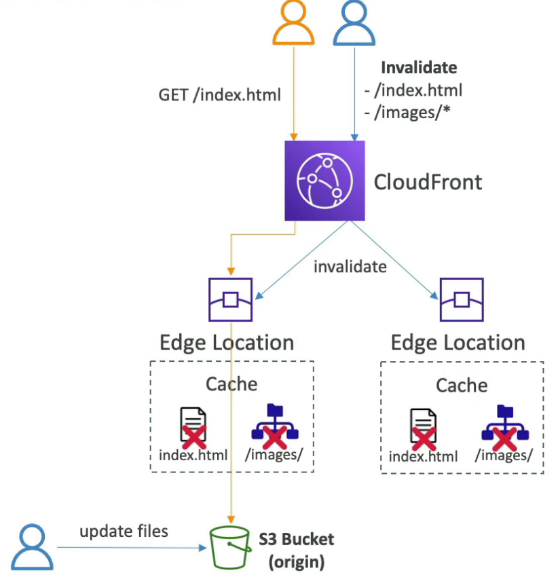 Invalidate
- /index.html
- /images/*
GET /index.html
CloudFront
invalidate
Edge Location
Edge Location
Cache
Cache
index.html
/images/
index.html
/images/
update files
S3 Bucket
(origin)